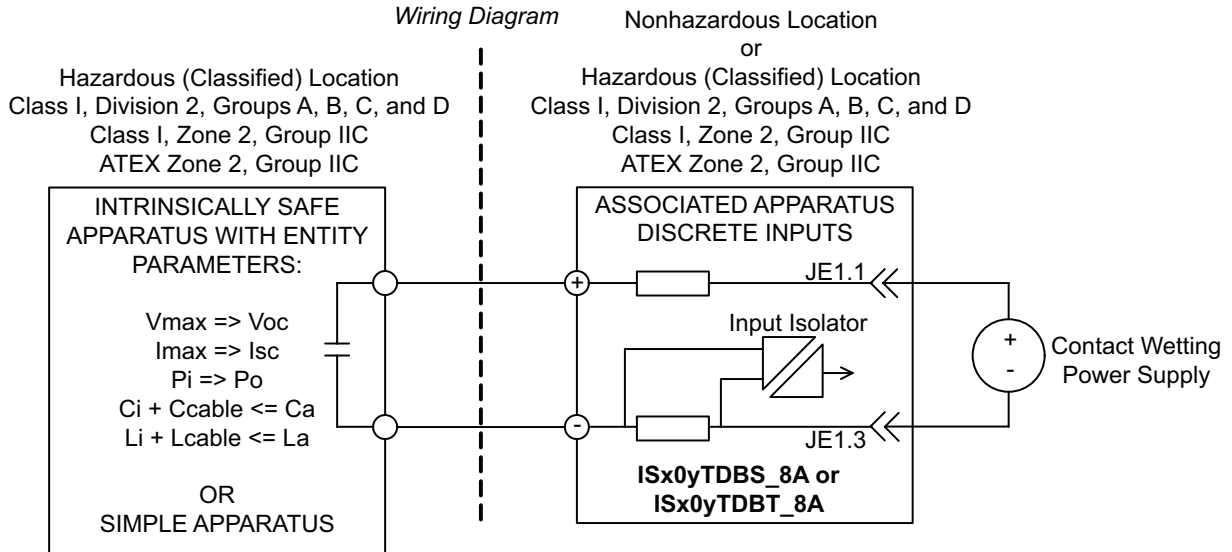 Wiring Diagram
Nonhazardous Location
or
Hazardous (Classified) Location
Class I, Division 2, Groups A, B, C, and D
Class I, Zone 2, Group IIC
ATEX Zone 2, Group IIC
Hazardous (Classified) Location
Class I, Division 2, Groups A, B, C, and D
Class I, Zone 2, Group IIC
ATEX Zone 2, Group IIC
INTRINSICALLY SAFE
APPARATUS WITH ENTITY
PARAMETERS:
Vmax => Voc
Imax => Isc
Pi => Po
Ci + Ccable <= Ca
Li + Lcable <= La
OR
SIMPLE APPARATUS
ASSOCIATED APPARATUS
DISCRETE INPUTS
JE1.1
+
Input Isolator
-
JE1.3
ISx0yTDBS_8A or
ISx0yTDBT_8A
+
-
Contact Wetting
Power Supply